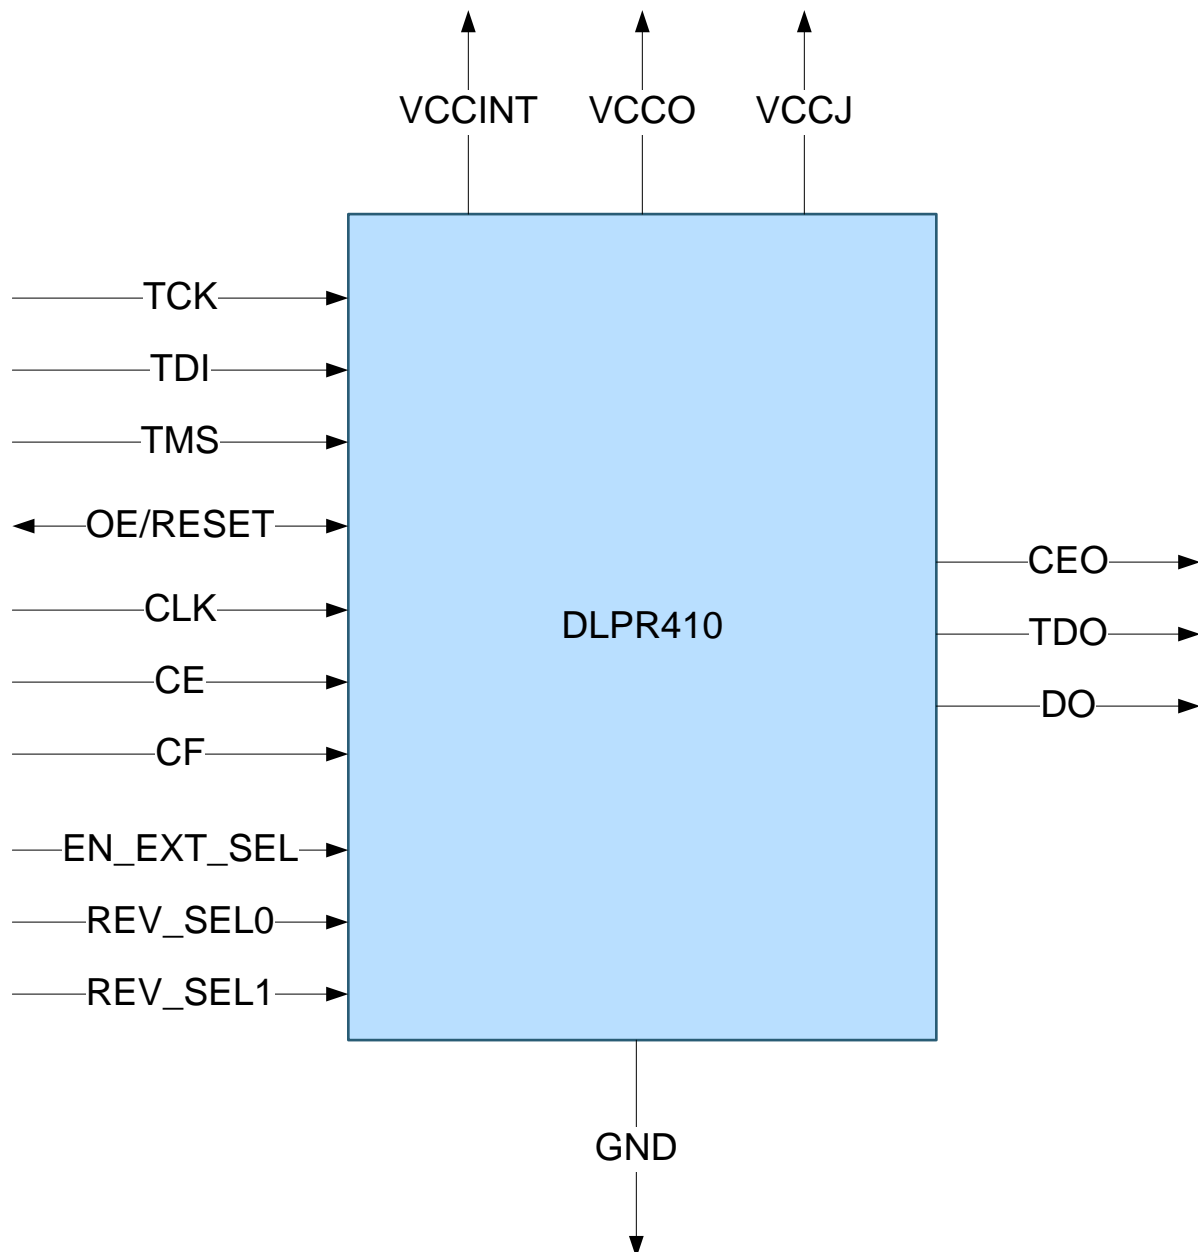 VCCINT VCCO VCCJ
TCK
TDI
TMS
OE/RESET
CLK
CE
CF
EN_EXT_SEL
REV_SEL0
REV_SEL1
DLPR410
CEO
TDO
DO
GND